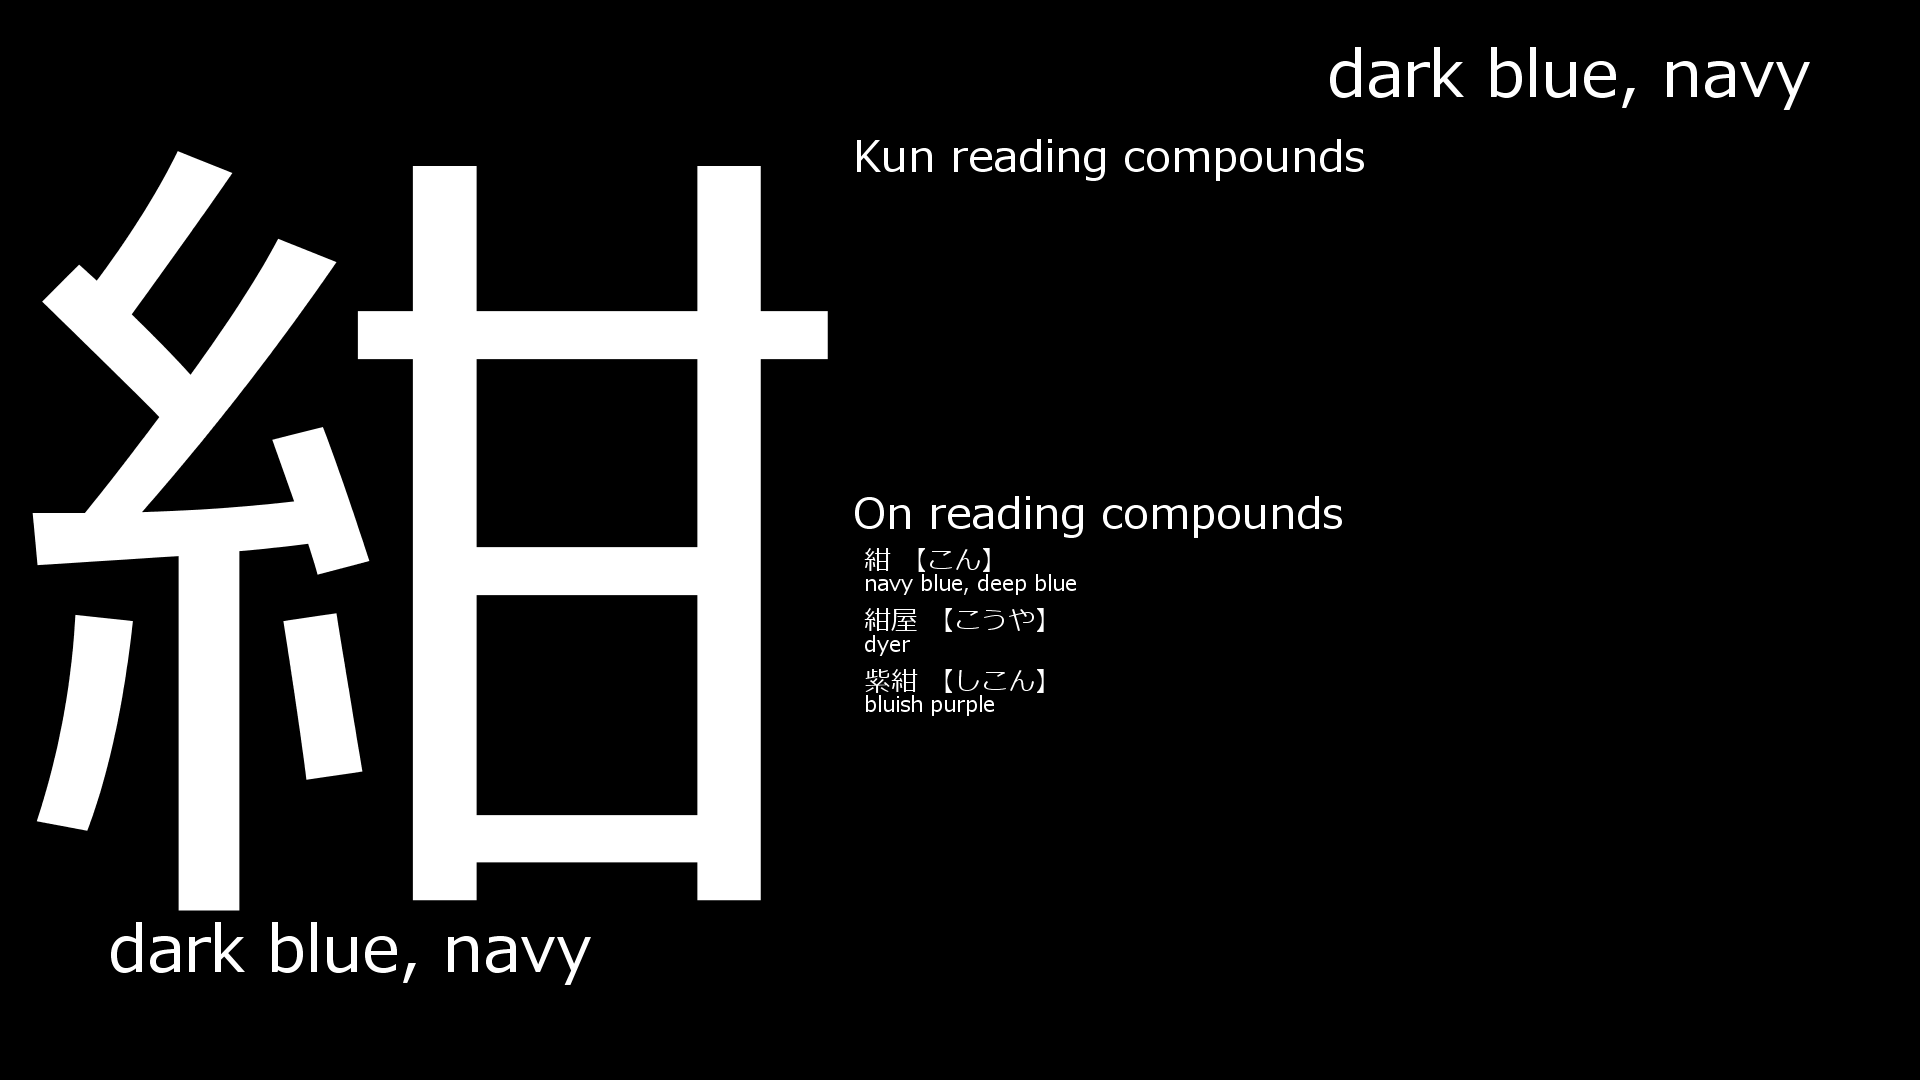 dark blue, navy
紺
dark blue, navy
Kun reading compounds
On reading compounds
紺 【こん】
navy blue, deep blue
紺屋 【こうや】
dyer
紫紺 【しこん】
bluish purple